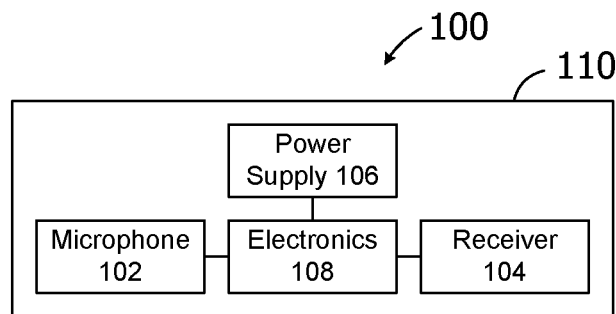 100
110
Power
Supply 106
Microphone
102
Electronics
108
Receiver
104